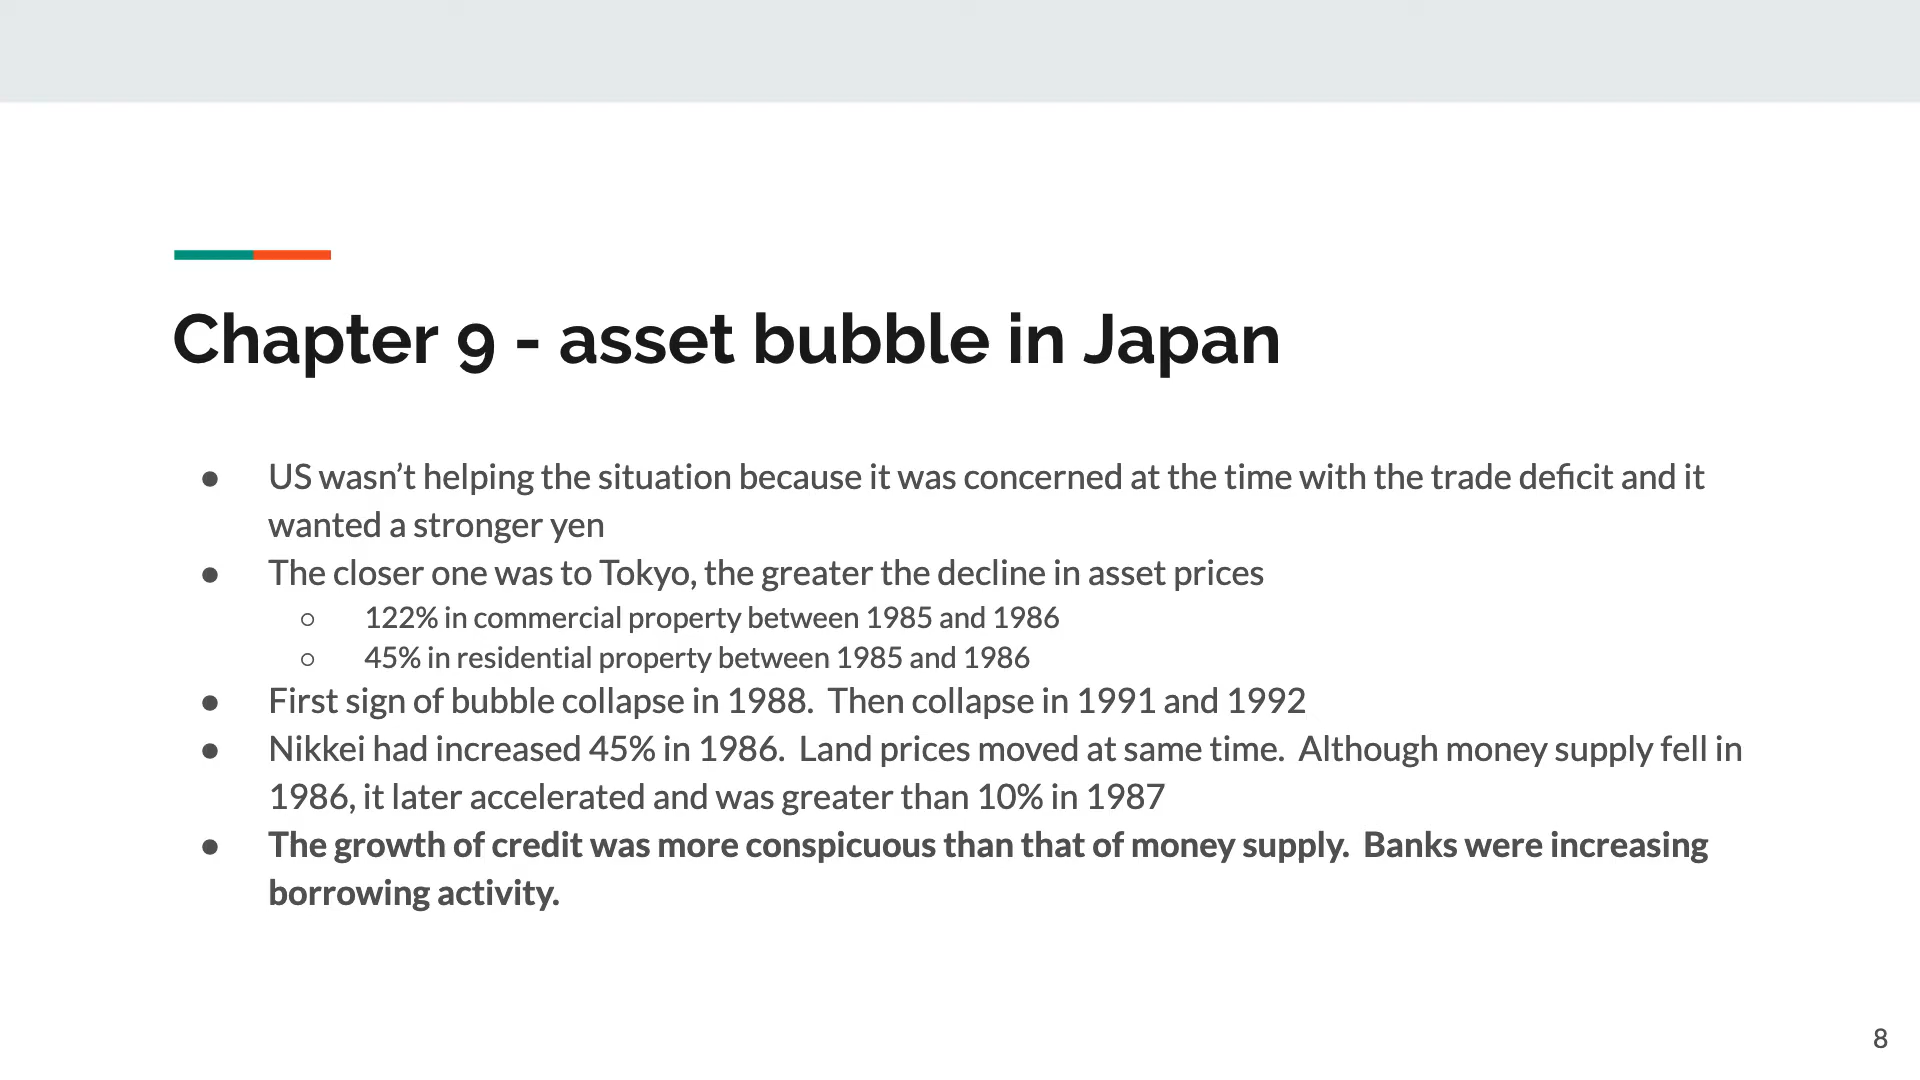 Chapter 9 - asset bubble in Japan
● US wasn’t helping the situation because it was concerned at the time with the trade deficit and it
wanted a stronger yen
● The closer one was to Tokyo, the greater the decline in asset prices
○ 122% in commercial property between 1985 and 1986
○ 45% in residential property between 1985 and 1986
● First sign of bubble collapse in 1988.  Then collapse in 1991 and 1992
● Nikkei had increased 45% in 1986.  Land prices moved at same time.  Although money supply fell in
1986, it later accelerated and was greater than 10% in 1987
● The growth of credit was more conspicuous than that of money supply.  Banks were increasing
borrowing activity.
8